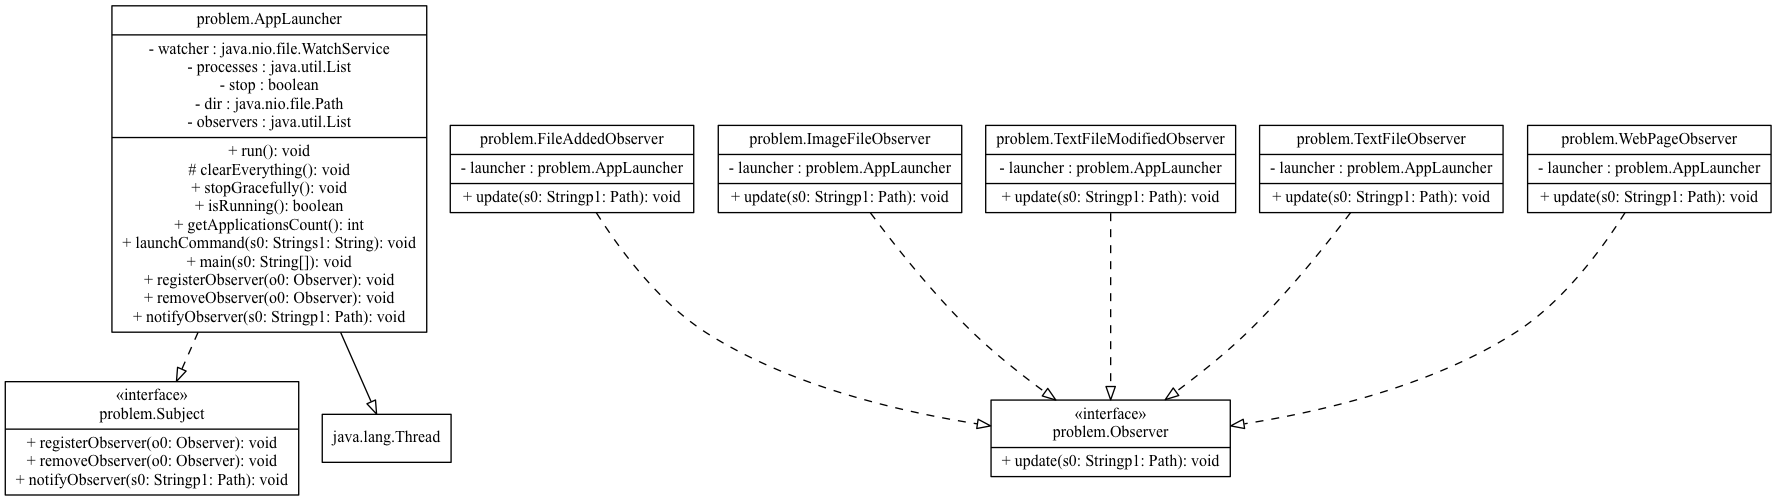 problem.AppLauncher
- watcher : java.nio.file.WatchService
- processes : java.util.List
- stop : boolean
- dir : java.nio.file.Path
- observers : java.util.List
+ run(): void
# clearEverything(): void
+ stopGracefully(): void
+ isRunning(): boolean
+ getApplicationsCount(): int
+ launchCommand(s0: Strings1: String): void
+ main(s0: String[]): void
+ registerObserver(o0: Observer): void
+ removeObserver(o0: Observer): void
+ notifyObserver(s0: Stringp1: Path): void
problem.FileAddedObserver
- launcher : problem.AppLauncher
+ update(s0: Stringp1: Path): void
problem.ImageFileObserver
- launcher : problem.AppLauncher
+ update(s0: Stringp1: Path): void
problem.TextFileModifiedObserver
- launcher : problem.AppLauncher
+ update(s0: Stringp1: Path): void
problem.TextFileObserver
- launcher : problem.AppLauncher
+ update(s0: Stringp1: Path): void
problem.WebPageObserver
- launcher : problem.AppLauncher
+ update(s0: Stringp1: Path): void
«interface»
problem.Subject
+ registerObserver(o0: Observer): void
+ removeObserver(o0: Observer): void
+ notifyObserver(s0: Stringp1: Path): void
java.lang.Thread
«interface»
problem.Observer
+ update(s0: Stringp1: Path): void